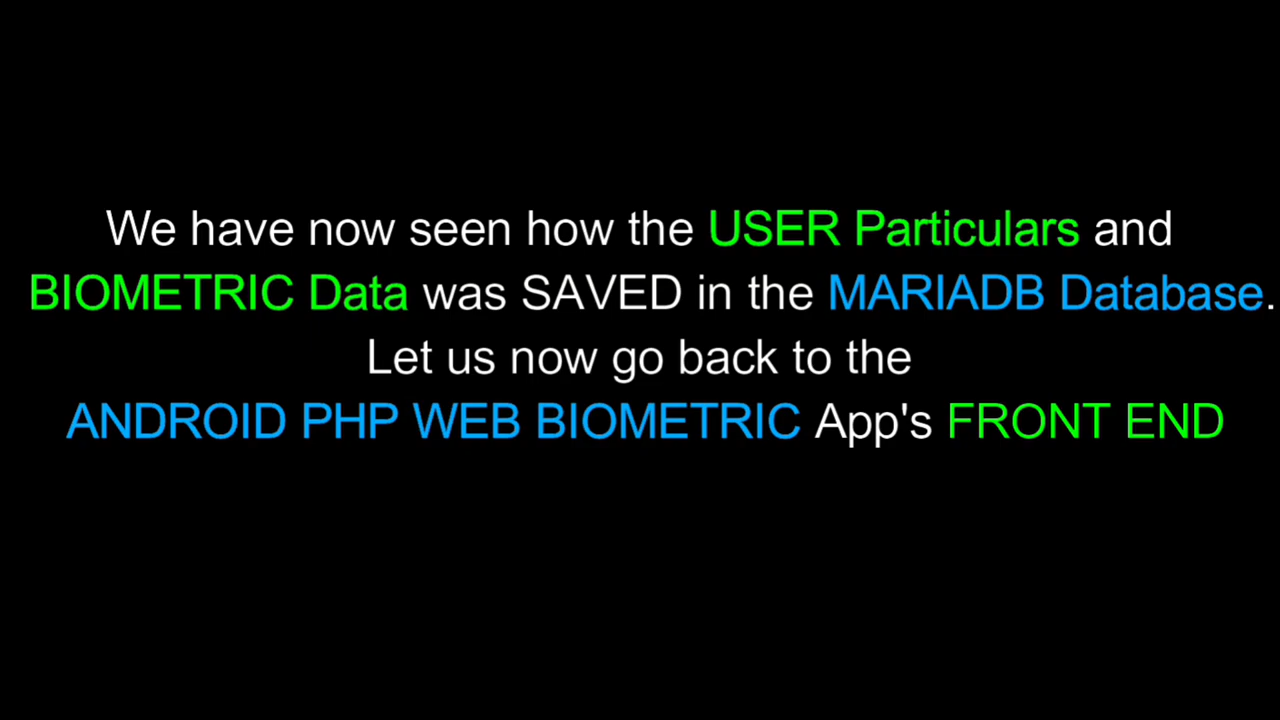 We have now seen how the USER Particulars and
BIOMETRIC Data was SAVED in the MARIADB Database.
Let us now go back to the
ANDROID PHP WEB BIOMETRIC App's FRONT END